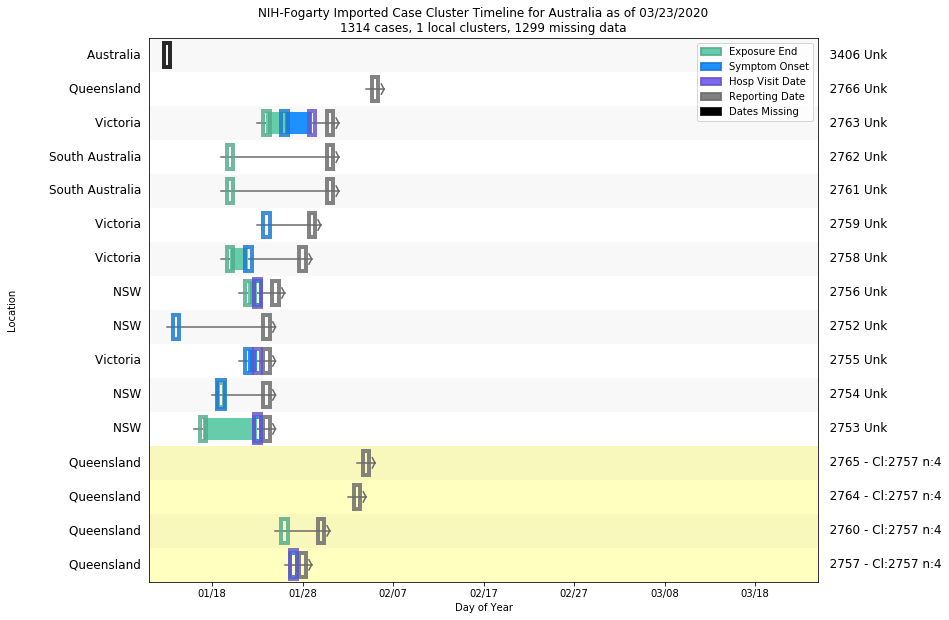 NIH-Fogarty Imported Case Cluster Timeline for Australia as of 03/23/2020
1314 cases, 1 local clusters, 1299 missing data
Exposure End
Symptom Onset
Hosp Visit Date
Reporting Date
Dates Missing
Location
Australia 3406 Unk
Queensland 2766 Unk
Victoria 2763 Unk
South Australia 2762 Unk
South Australia 2761 Unk
Victoria 2759 Unk
Victoria 2758 Unk
NSW 2756 Unk
NSW 2752 Unk
Victoria 2755 Unk
NSW 2754 Unk
NSW 2753 Unk
Queensland 2765 - Cl:2757 n:4
Queensland 2764 - Cl:2757 n:4
Queensland 2760 - Cl:2757 n:4
Queensland 2757 - Cl:2757 n:4
01/18 01/28 02/07 02/17 02/27 03/08 03/18
Day of Year